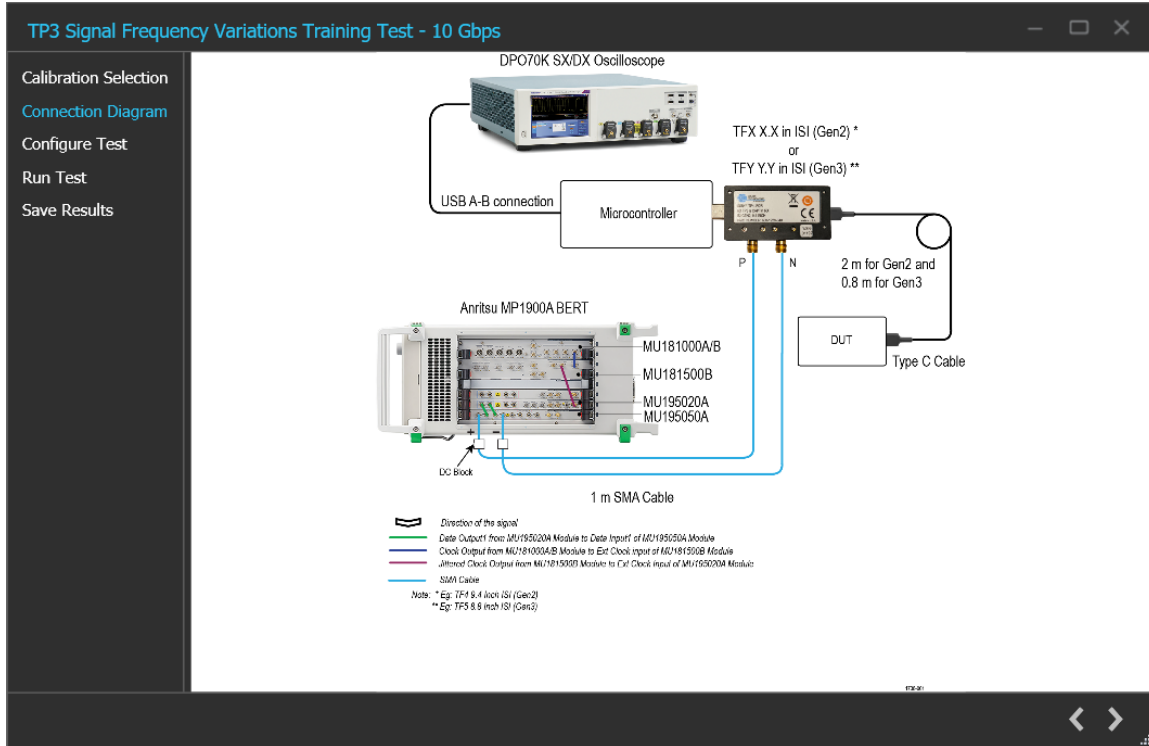 TP3 Signal Frequency Variations Training Test - 10 Gbps
Calibration Selection
Connection Diagram
Configure Test
Run Test
Save Results
DPO70K SX/DX Oscilloscope
TFX X.X in ISI (Gen2) *
or
TFY Y.Y in ISI (Gen3) **
USB A-B connection
Microcontroller
P
N
2 m for Gen2 and
0.8 m for Gen3
DUT
Type C Cable
Anritsu MP1900A BERT
MU181000A/B
MU181500B
MU195020A
MU195050A
+
−
DC Block
1 m SMA Cable
Direction of the signal
Data Output1 from MU195020A Module to Data Input1 of MU195050A Module
Clock Output from MU181000A/B Module to Ext Clock input of MU181500B Module
Jittered Clock Output from MU181500B Module to Ext Clock Input of MU195020A Module
SMA Cable
Note: * Eg: TF4 9.4 Inch ISI (Gen2)
** Eg: TF5 8.8 Inch ISI (Gen3)